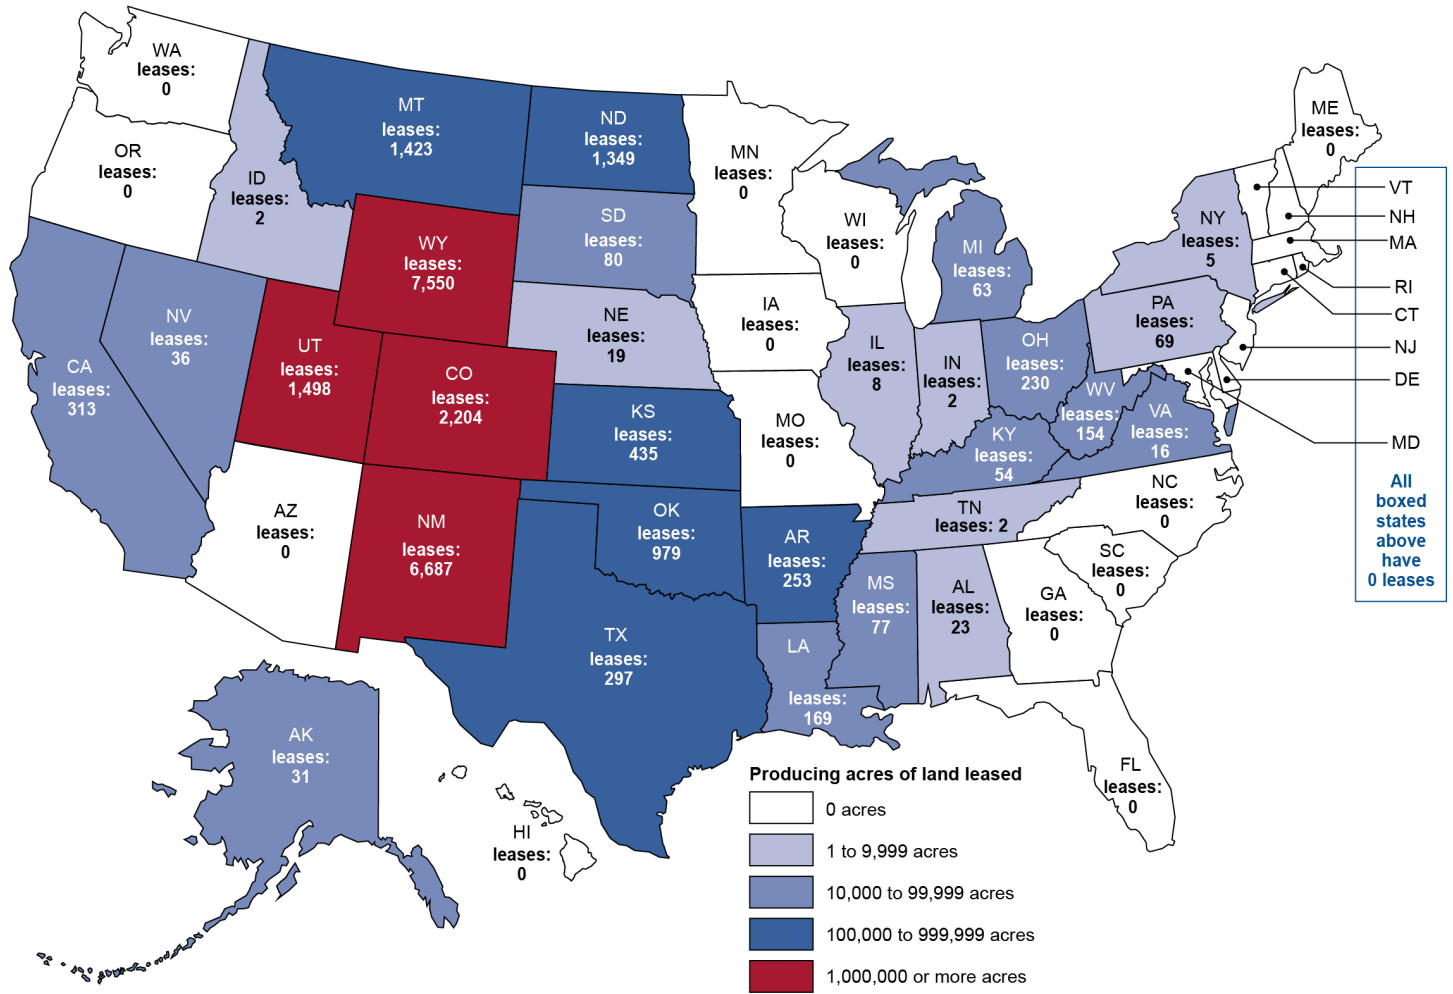 WA
leases:
0
OR
leases:
0
ID
leases:
2
MT
leases:
1,423
ND
leases:
1,349
SD
leases:
80
WY
leases:
7,550
NE
leases:
19
MN
leases:
0
WI
leases:
0
IA
leases:
0
MI
leases:
63
NY
leases:
5
ME
leases:
0
VT
NH
MA
RI
CT
NJ
DE
MD
All
boxed
states
above
have
0 leases
CA
leases:
313
NV
leases:
36
UT
leases:
1,498
CO
leases:
2,204
KS
leases:
435
MO
leases:
0
IL
leases:
8
IN
leases:
2
OH
leases:
230
PA
leases:
69
WV
leases:
154
VA
leases:
16
KY
leases:
54
AZ
leases:
0
NM
leases:
6,687
OK
leases:
979
AR
leases:
253
TN
leases: 2
NC
leases:
0
SC
leases:
0
TX
leases:
297
LA
leases:
169
MS
leases:
77
AL
leases:
23
GA
leases:
0
FL
leases:
0
AK
leases:
31
HI
leases:
0
Producing acres of land leased
0 acres
1 to 9,999 acres
10,000 to 99,999 acres
100,000 to 999,999 acres
1,000,000 or more acres